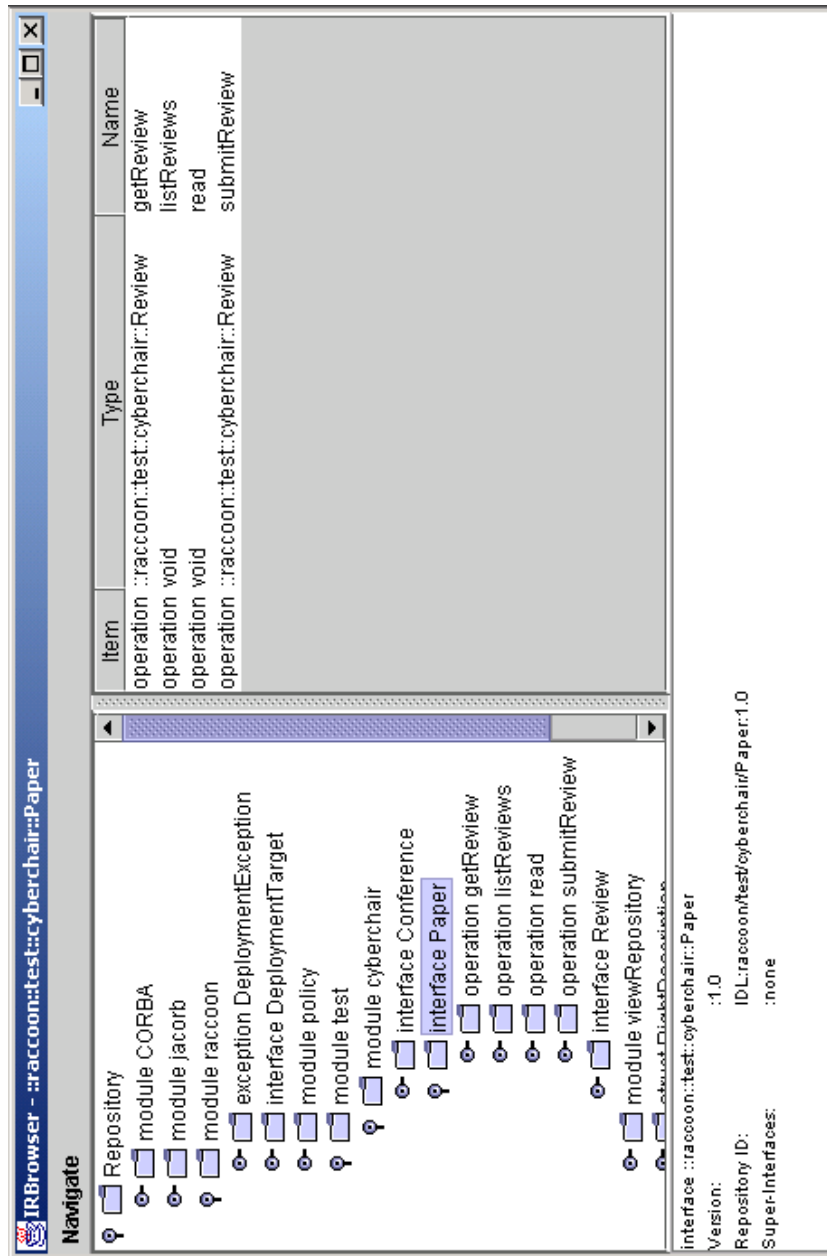 IRBrowser - ::raccoon::test::cyberchair::Paper
Navigate
Repository
module CORBA
module jacorb
module raccoon
exception DeploymentException
interface DeploymentTarget
module policy
module test
module cyberchair
interface Conference
interface Paper
operation getReview
operation listReviews
operation read
operation submitReview
interface Review
module viewRepository
struct RightDescription
Item Type Name
operation ::raccoon::test::cyberchair::Review getReview
operation void listReviews
operation void read
operation ::raccoon::test::cyberchair::Review submitReview
interface ::raccoon::test::cyberchair::Paper
Version: :1.0
Repository ID: IDL:raccoon/test/cyberchair/Paper:1.0
Super-Interfaces: :none